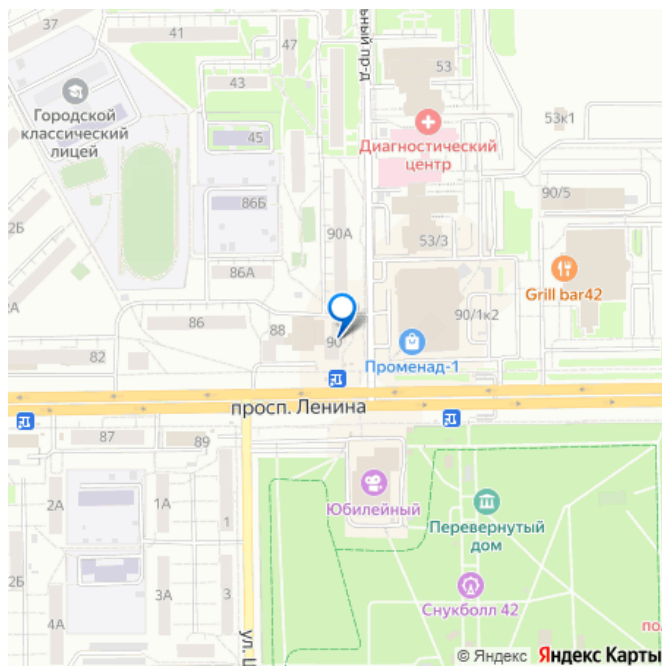 37
41
47
ьный пр-д
53
43
Городской
классический
лицей
45
Диагностический
центр
53к1
86Б
90/5
2Б
90А
53/3
86А
Grill bar42
2А
86
88
90
90/1к2
Променад-1
82
просп. Ленина
87
89
2А
1А
1
Юбилейный
Перевернутый
дом
2Б
3А
3
Снукболл 42
4А
ул. Ш
по
© Яндекс Яндекс Карты